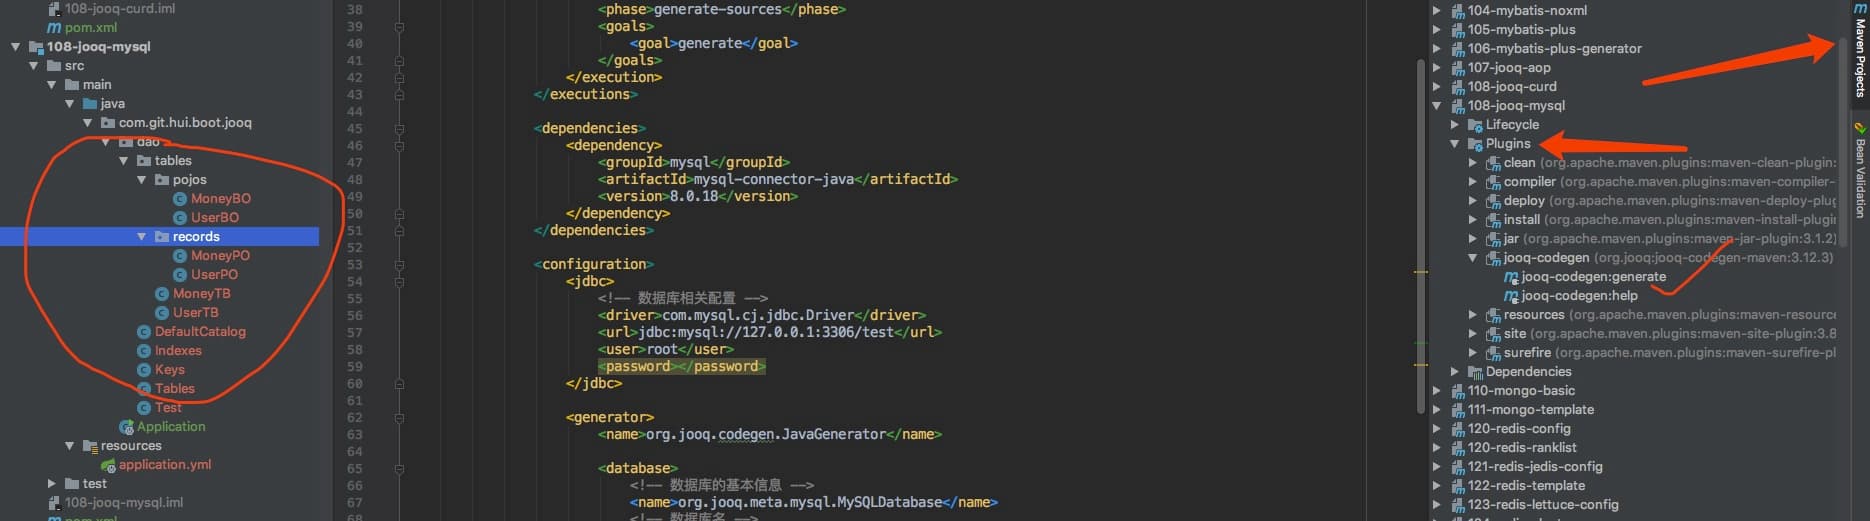 108-jooq-curd.iml
pom.xml
108-jooq-mysql
src
main
java
com.git.hui.boot.jooq
dao
tables
pojos
MoneyBO
UserBO
records
MoneyPO
UserPO
MoneyTB
UserTB
DefaultCatalog
Indexes
Keys
Tables
Test
Application
resources
application.yml
test
108-jooq-mysql.iml
pom.xml
38 <phase>generate-sources</phase>
39 <goals>
40 <goal>generate</goal>
41 </goals>
42 </execution>
43 </executions>
44
45 <dependencies>
46 <dependency>
47 <groupId>mysql</groupId>
48 <artifactId>mysql-connector-java</artifactId>
49 <version>8.0.18</version>
50 </dependency>
51 </dependencies>
52
53 <configuration>
54 <jdbc>
55 <!-- 数据库相关配置 -->
56 <driver>com.mysql.cj.jdbc.Driver</driver>
57 <url>jdbc:mysql://127.0.0.1:3306/test</url>
58 <user>root</user>
59 <password></password>
60 </jdbc>
61
62 <generator>
63 <name>org.jooq.codegen.JavaGenerator</name>
64
65 <database>
66 <!-- 数据库的基本信息 -->
67 <name>org.jooq.meta.mysql.MySQLDatabase</name>
68 <!-- 数据库名 -->
104-mybatis-noxml
105-mybatis-plus
106-mybatis-plus-generator
107-jooq-aop
108-jooq-curd
108-jooq-mysql
Lifecycle
Plugins
clean (org.apache.maven.plugins:maven-clean-plugin:
compiler (org.apache.maven.plugins:maven-compiler-
deploy (org.apache.maven.plugins:maven-deploy-plug
install (org.apache.maven.plugins:maven-install-plugin
jar (org.apache.maven.plugins:maven-jar-plugin:3.1.2)
jooq-codegen (org.jooq:jooq-codegen-maven:3.12.3)
jooq-codegen:generate
jooq-codegen:help
resources (org.apache.maven.plugins:maven-resource
site (org.apache.maven.plugins:maven-site-plugin:3.8
surefire (org.apache.maven.plugins:maven-surefire-pl
Dependencies
110-mongo-basic
111-mongo-template
120-redis-config
120-redis-ranklist
121-redis-jedis-config
122-redis-template
123-redis-lettuce-config
Maven Projects
Bean Validation